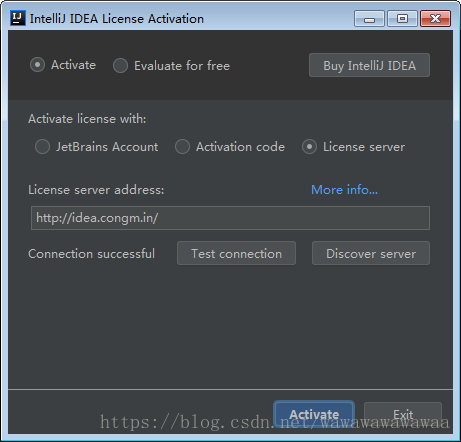 IntelliJ IDEA License Activation
Activate Evaluate for free Buy IntelliJ IDEA
Activate license with:
JetBrains Account Activation code License server
License server address: More info...
http://idea.congm.in/
Connection successful Test connection Discover server
Activate Exit
https://blog.csdn.net/wawawawawawaa